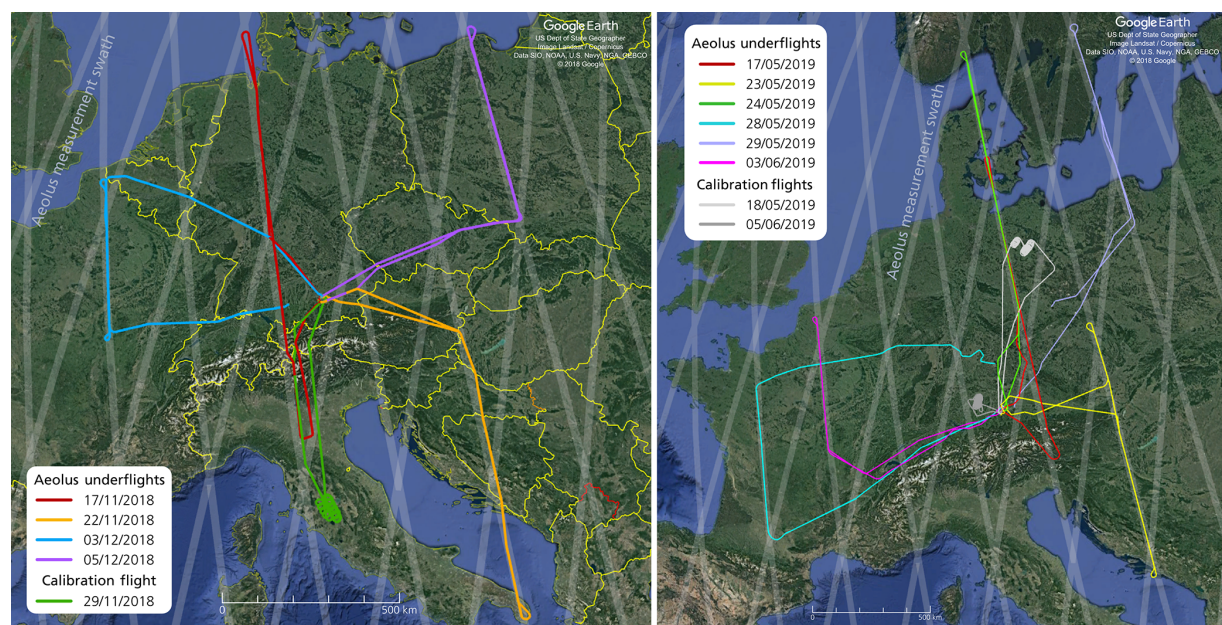 Google Earth
US Dept of State Geographer
Image Landsat / Copernicus
Data SIO, NOAA, U.S. Navy, NGA, GEBCO
© 2018 Google
Aeolus measurement swath
Aeolus underflights
17/11/2018
22/11/2018
03/12/2018
05/12/2018
Calibration flight
29/11/2018
0
500 km
Google Earth
US Dept of State Geographer
Image Landsat / Copernicus
Data SIO, NOAA, U.S. Navy, NGA, GEBCO
© 2018 Google
Aeolus underflights
17/05/2019
23/05/2019
24/05/2019
28/05/2019
29/05/2019
03/06/2019
Calibration flights
18/05/2019
05/06/2019
Aeolus measurement swath
0
500 km